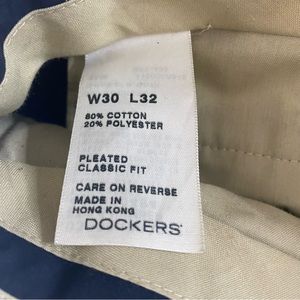 W30 L32
80% COTTON
20% POLYESTER
PLEATED
CLASSIC FIT
CARE ON REVERSE
MADE IN
HONG KONG
DOCKERS®